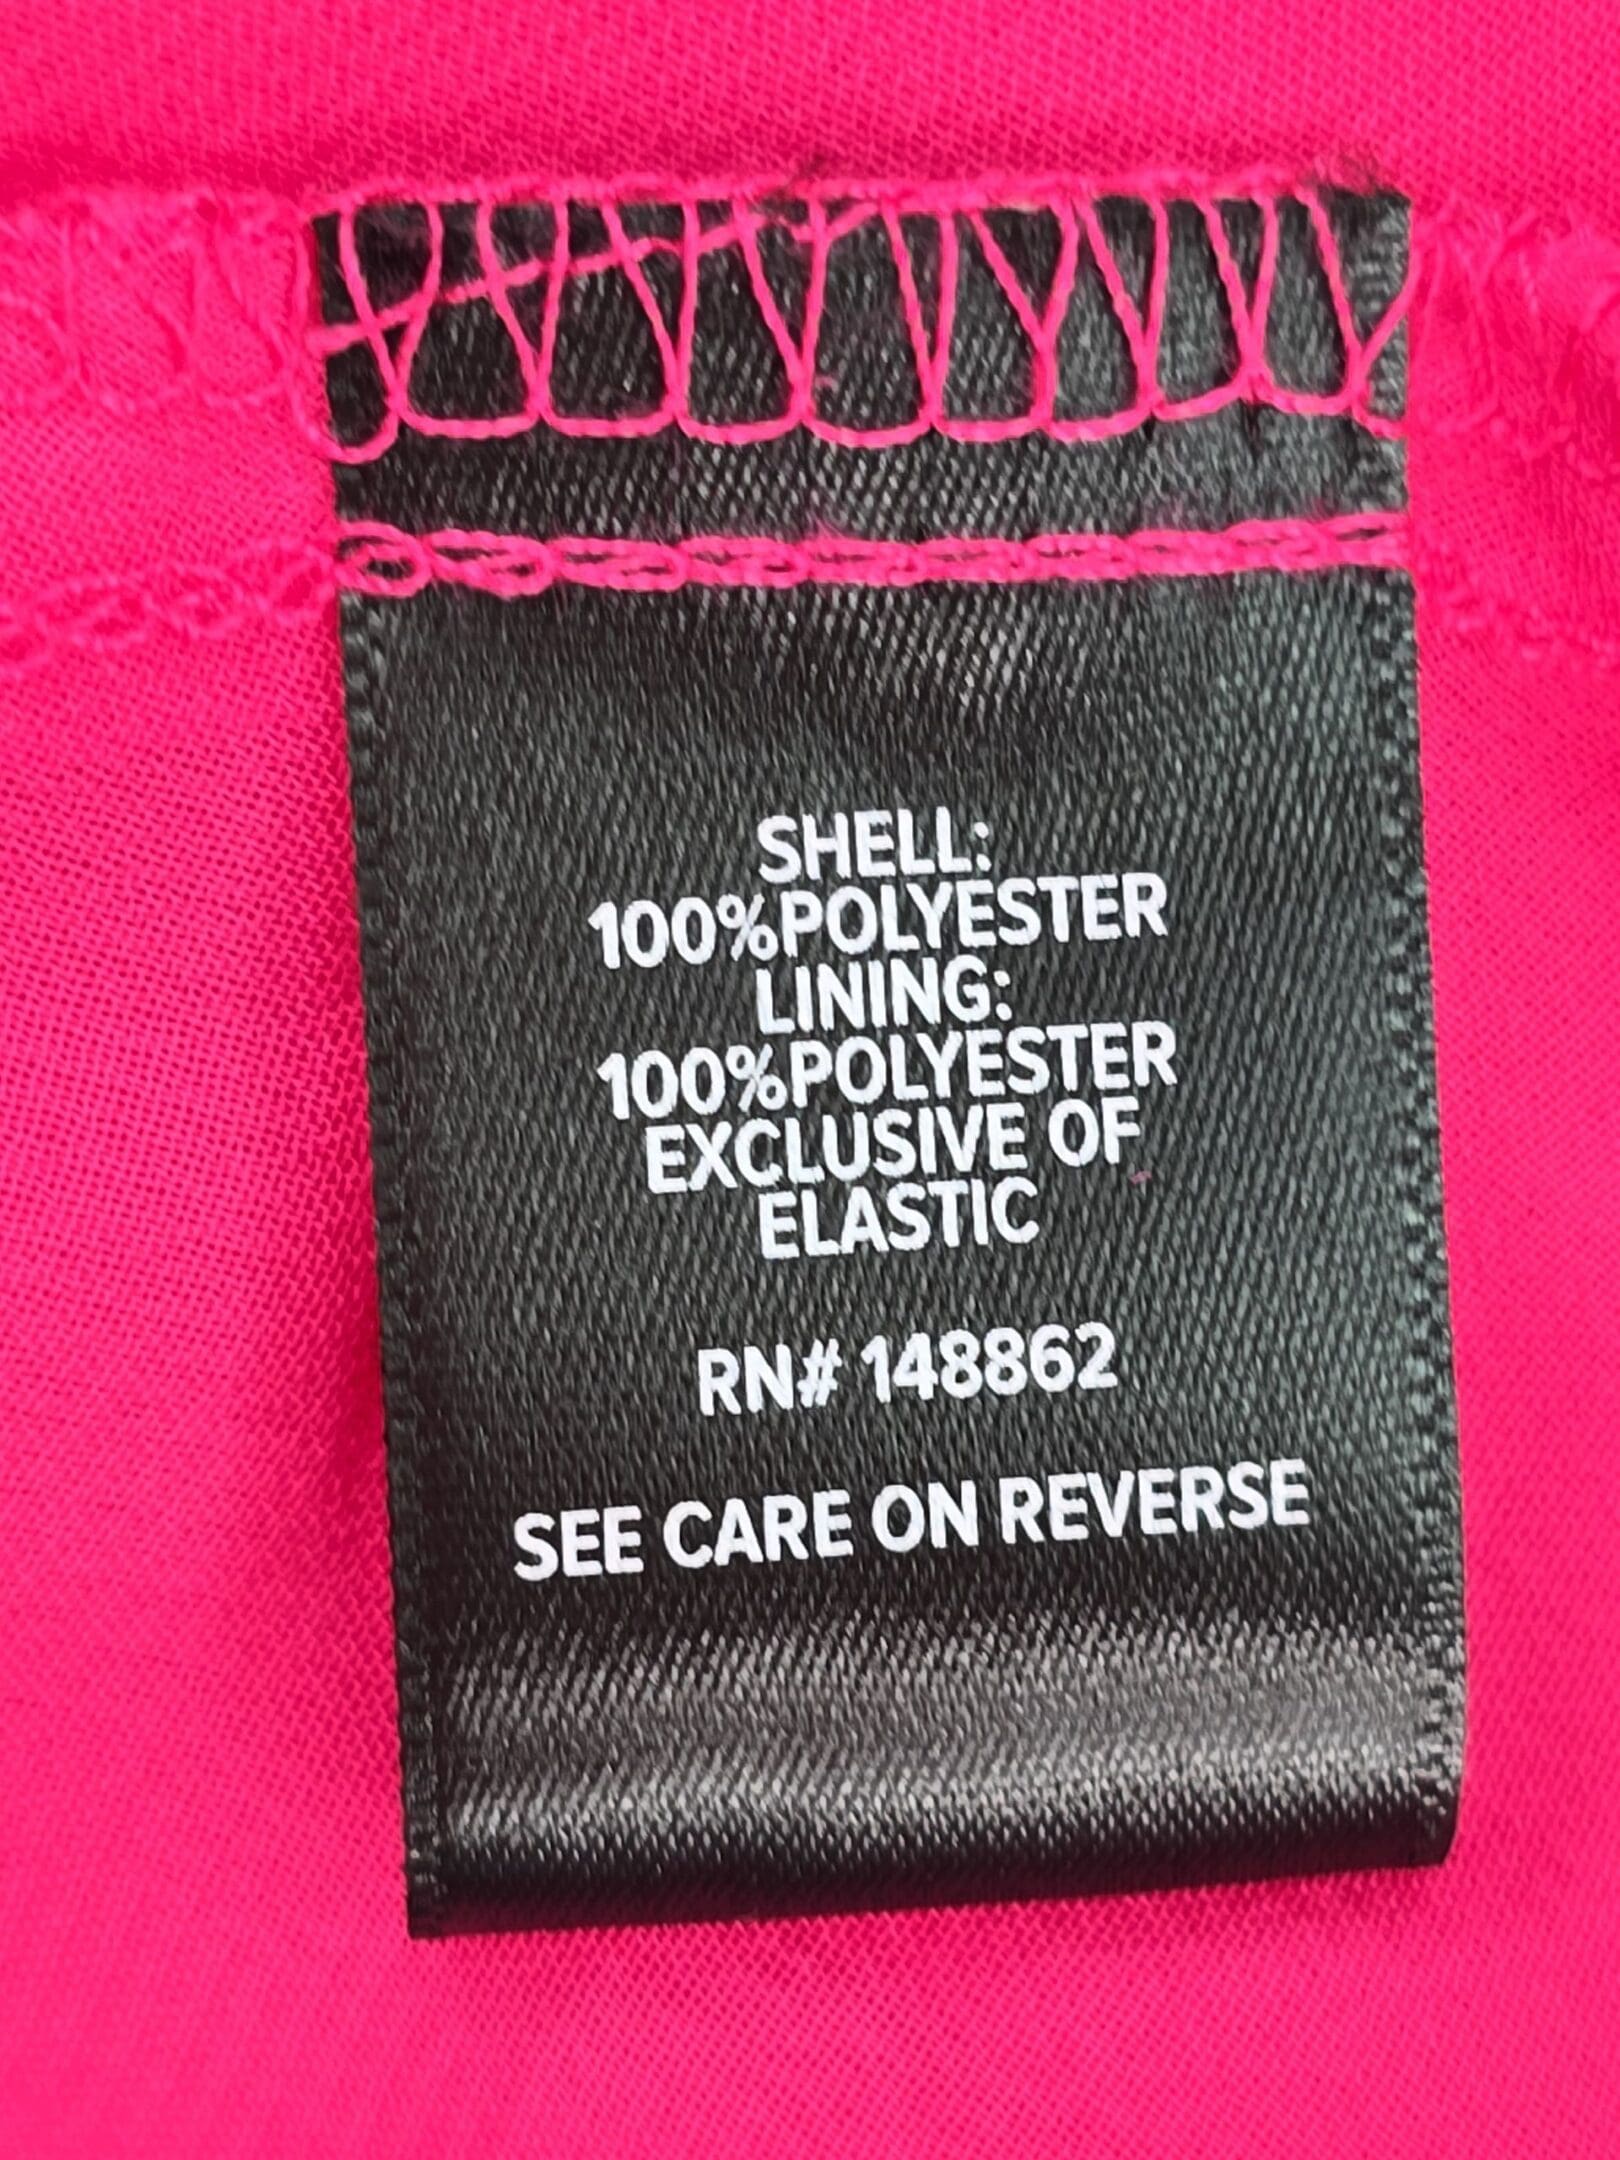 SHELL:
100%POLYESTER
LINING:
100%POLYESTER
EXCLUSIVE OF
ELASTIC
RN# 148862
SEE CARE ON REVERSE